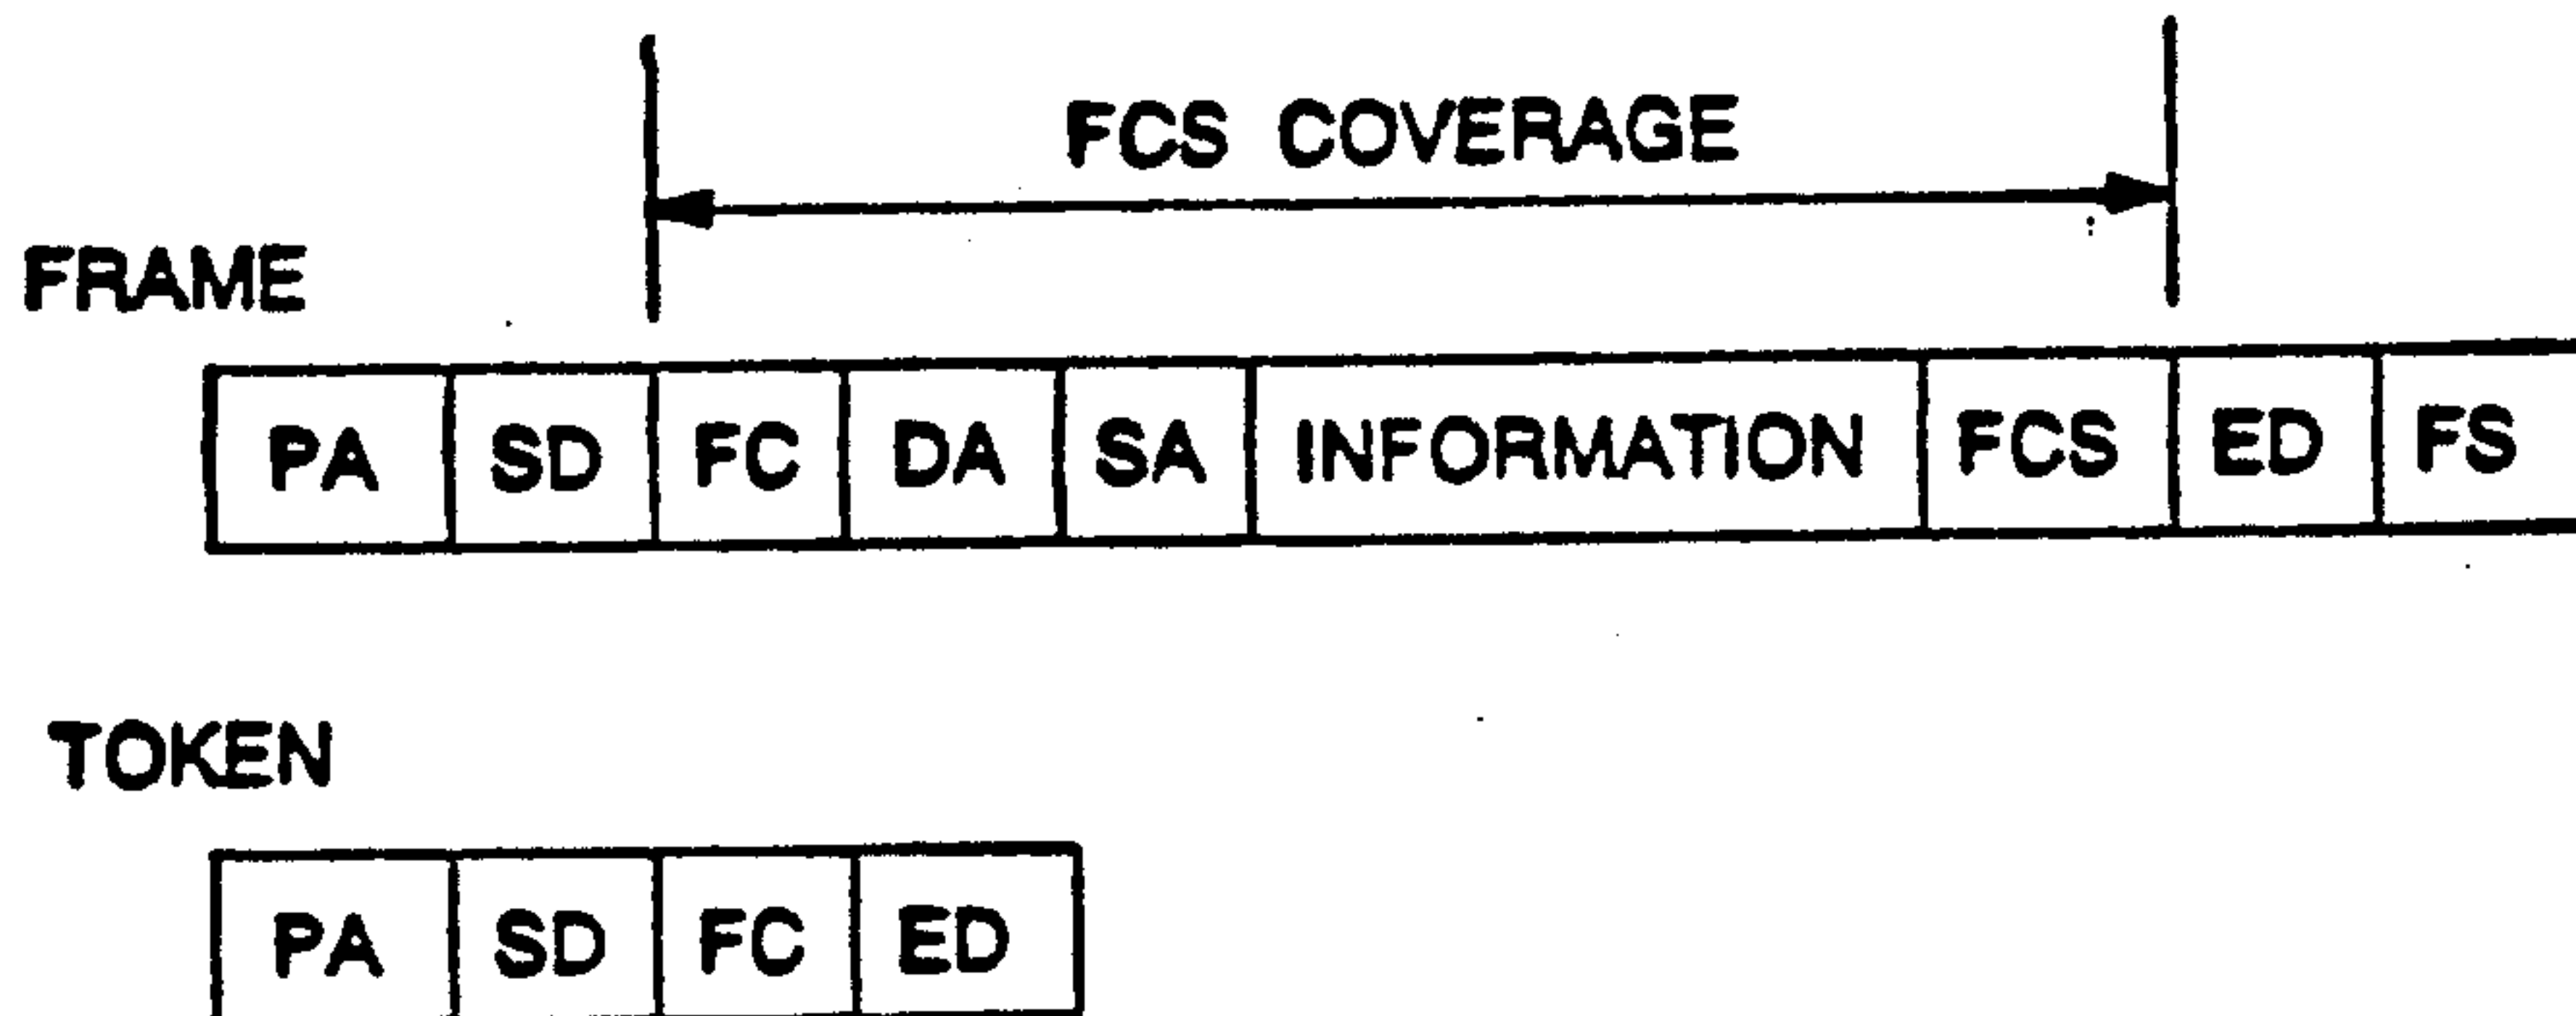 FCS COVERAGE
FRAME
PA SD FC DA SA INFORMATION FCS ED FS
TOKEN
PA SD FC ED